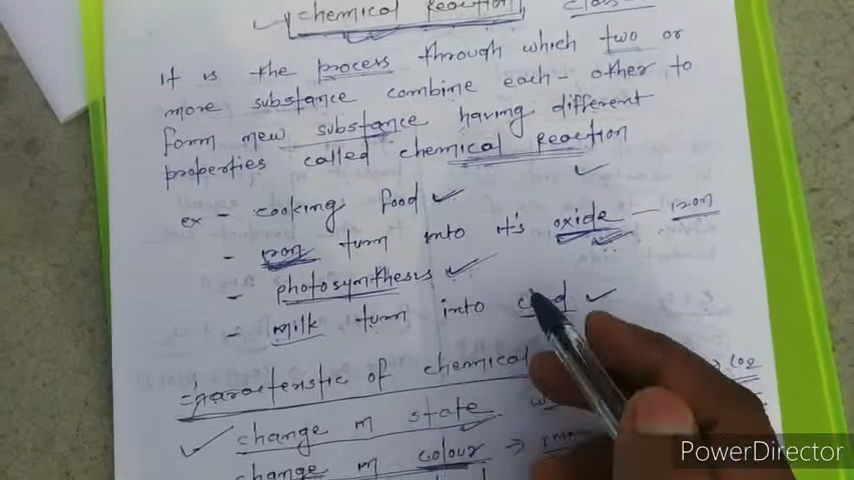 chemical Reaction
It is the process through which two or
more substance combine each-other to
form new substance having different
properties called chemical Reaction
ex - cooking food
- iron turn into it's oxide - iron
- photosynthesis
- milk turn into
characteristic of chemical
CO2
change in state
change in colour =>
PowerDirector